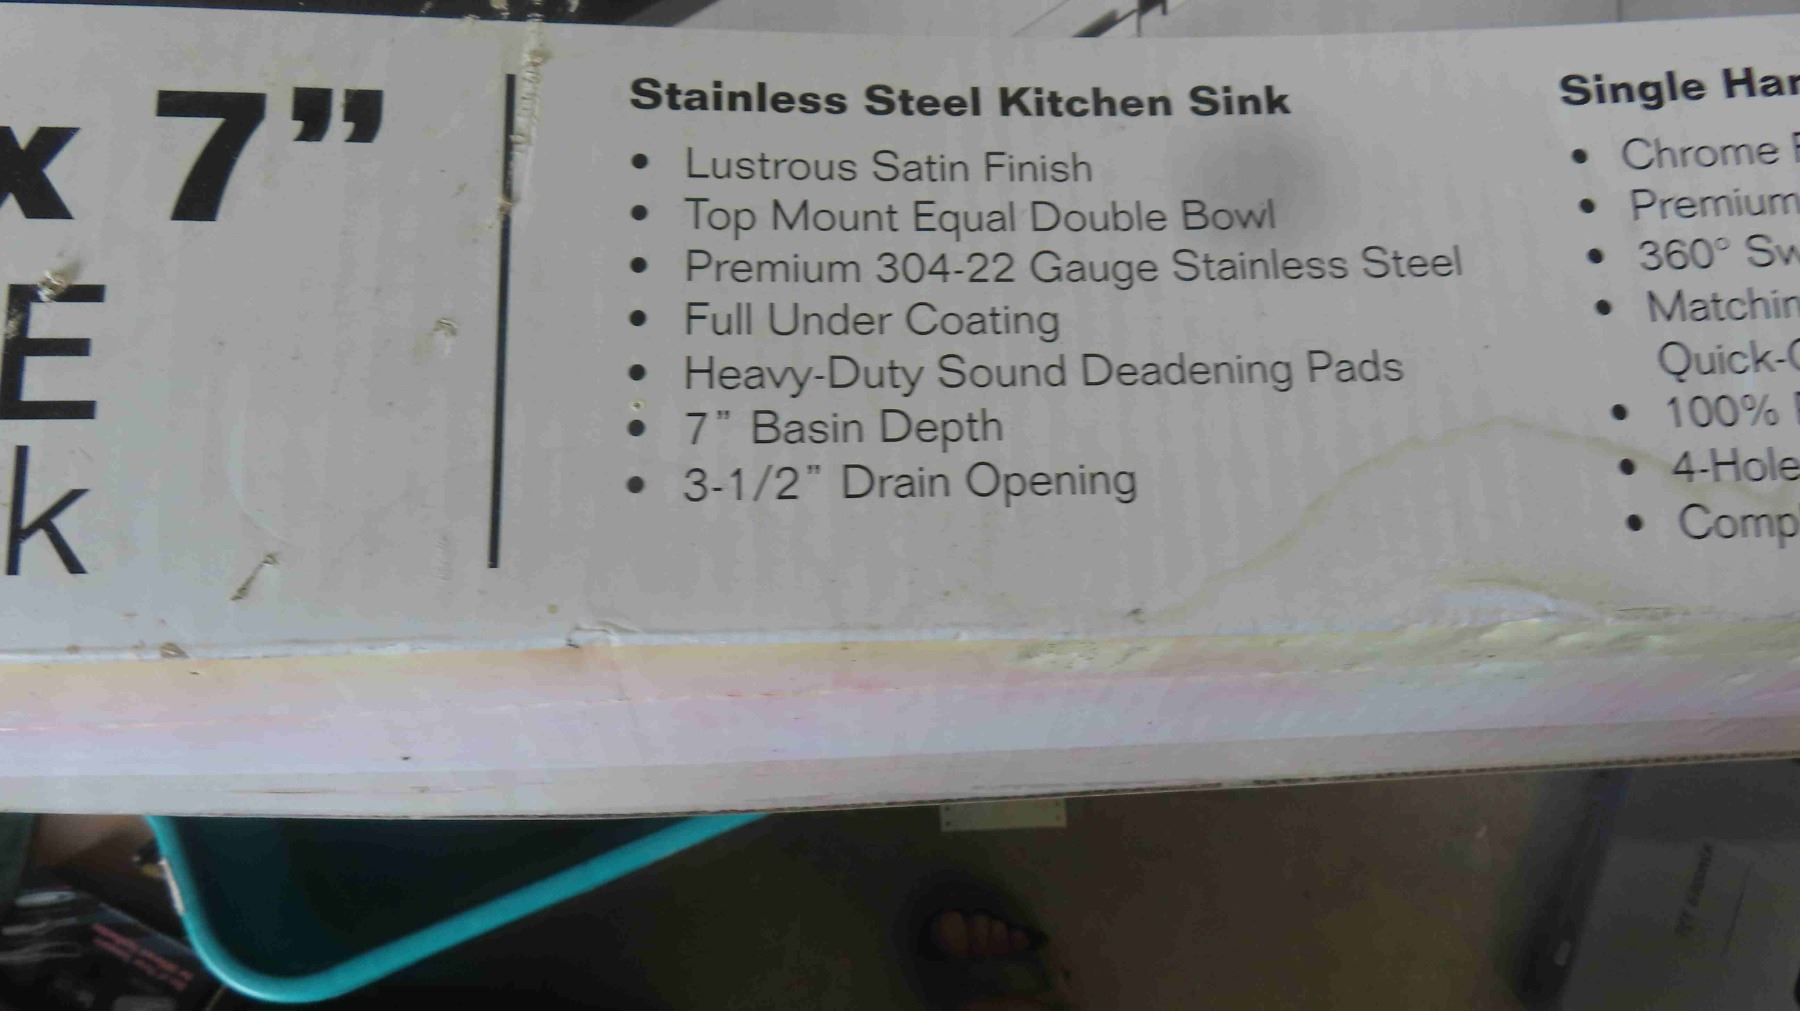 x 7”
E
k
Stainless Steel Kitchen Sink
• Lustrous Satin Finish
• Top Mount Equal Double Bowl
• Premium 304-22 Gauge Stainless Steel
• Full Under Coating
• Heavy-Duty Sound Deadening Pads
• 7” Basin Depth
• 3-1/2” Drain Opening
Single Han
• Chrome F
• Premium
• 360° Sw
• Matchin
Quick-C
• 100%
• 4-Hole
• Compl